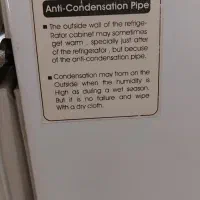 Anti-Condensation Pipe
The outside wall of the refrige-
Rator cabinet may sometimes
get warm , specially just after
of the refrigerator , but becuse
of the anti-condensation pipe.
Condensation may from on the
Outside when the humidity is
High as duling a wet season.
But it is no failure and wipe
With a dry cloth.